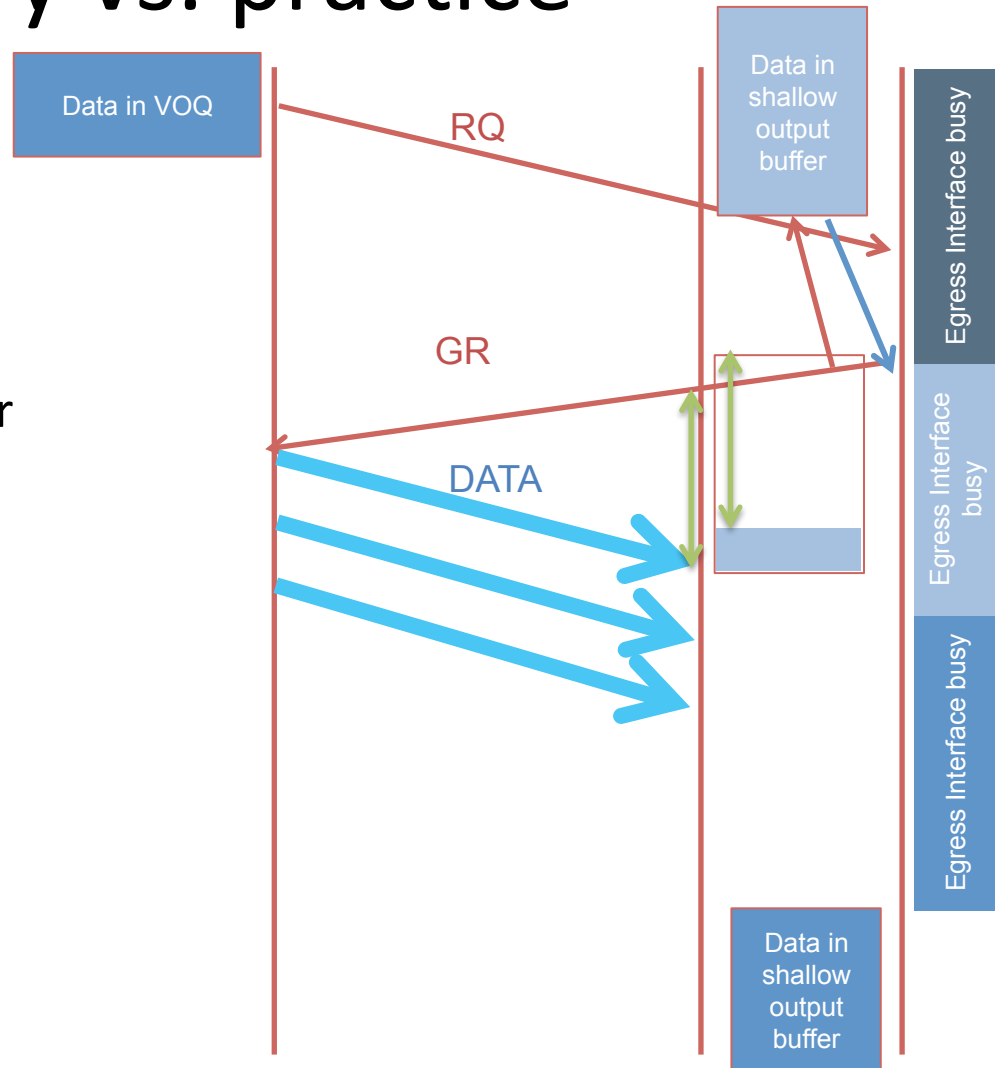 y vs. practice
Data in VOQ
Data in
shallow
output
buffer
RQ
Egress Interface busy
GR
r
Egress Interface
busy
DATA
Egress Interface busy
Data in
shallow
output
buffer